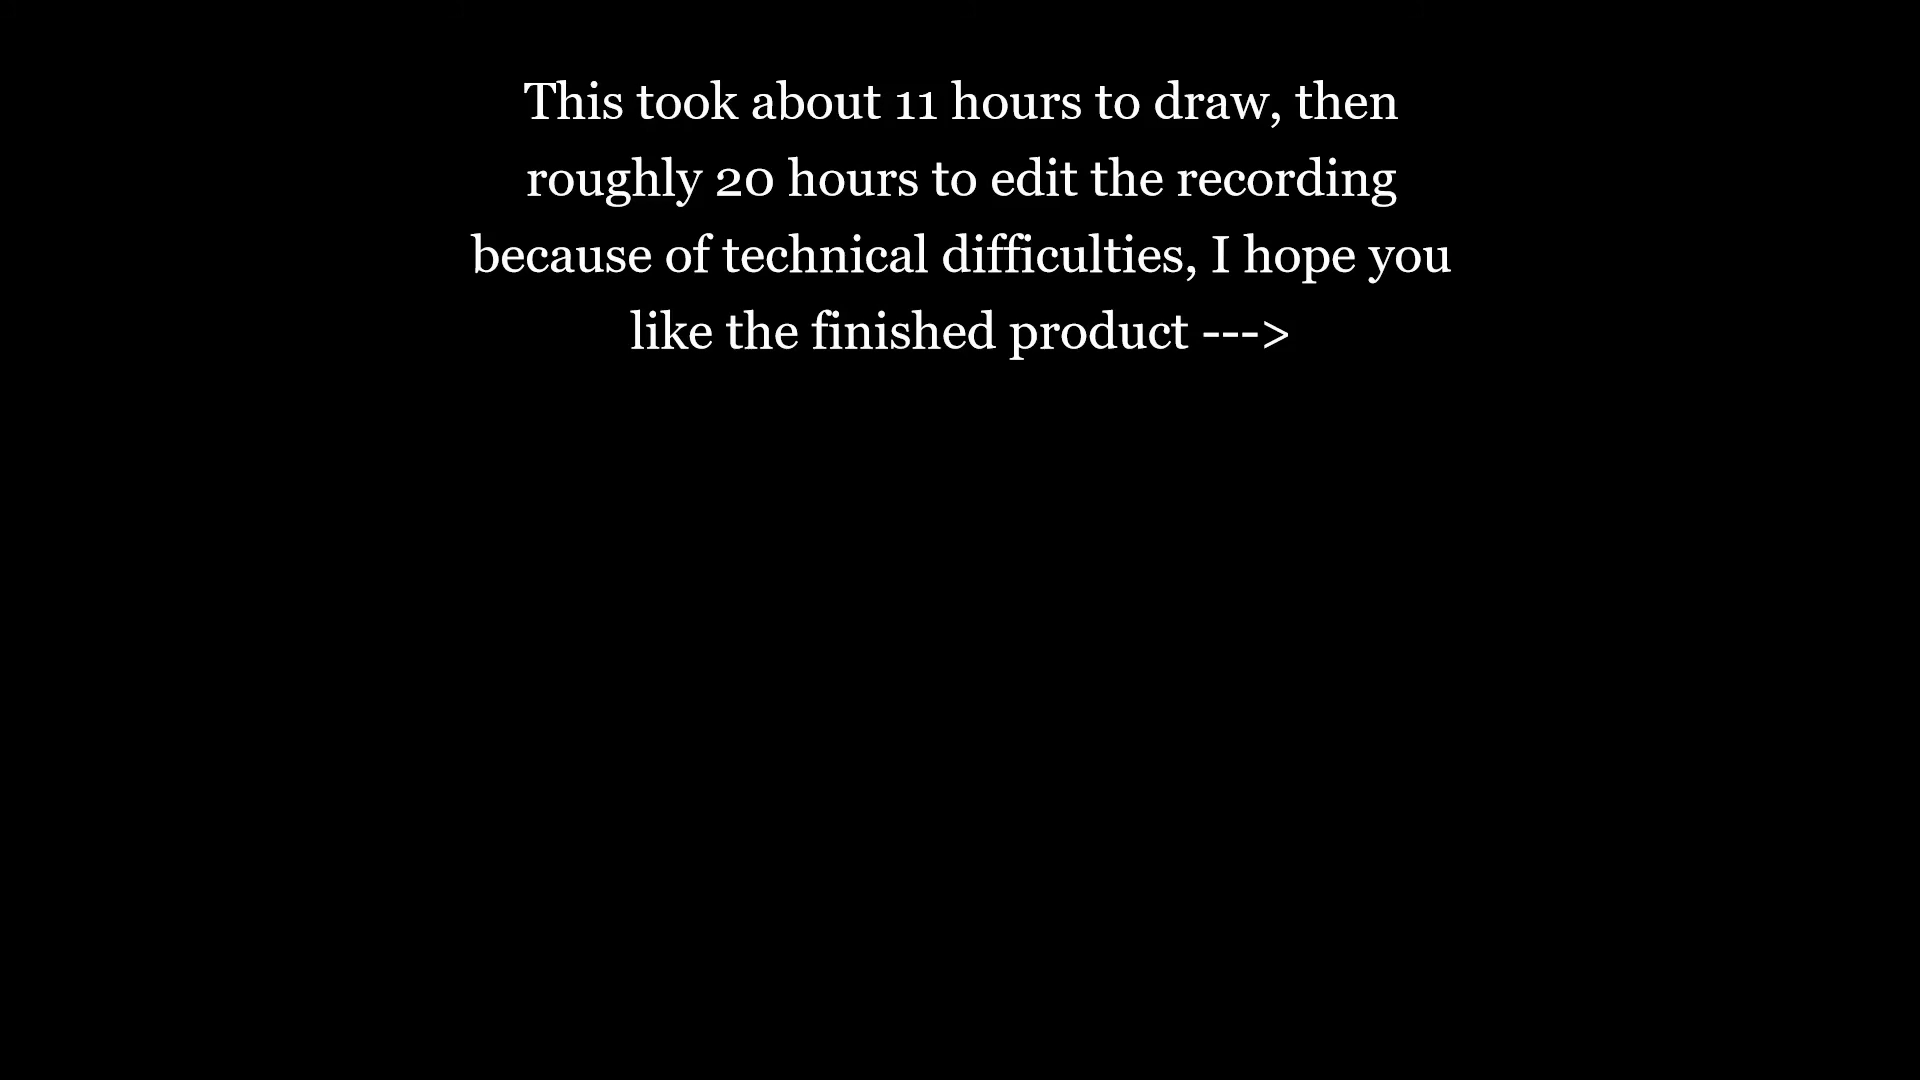 This took about 11 hours to draw, then
roughly 20 hours to edit the recording
because of technical difficulties, I hope you
like the finished product --->